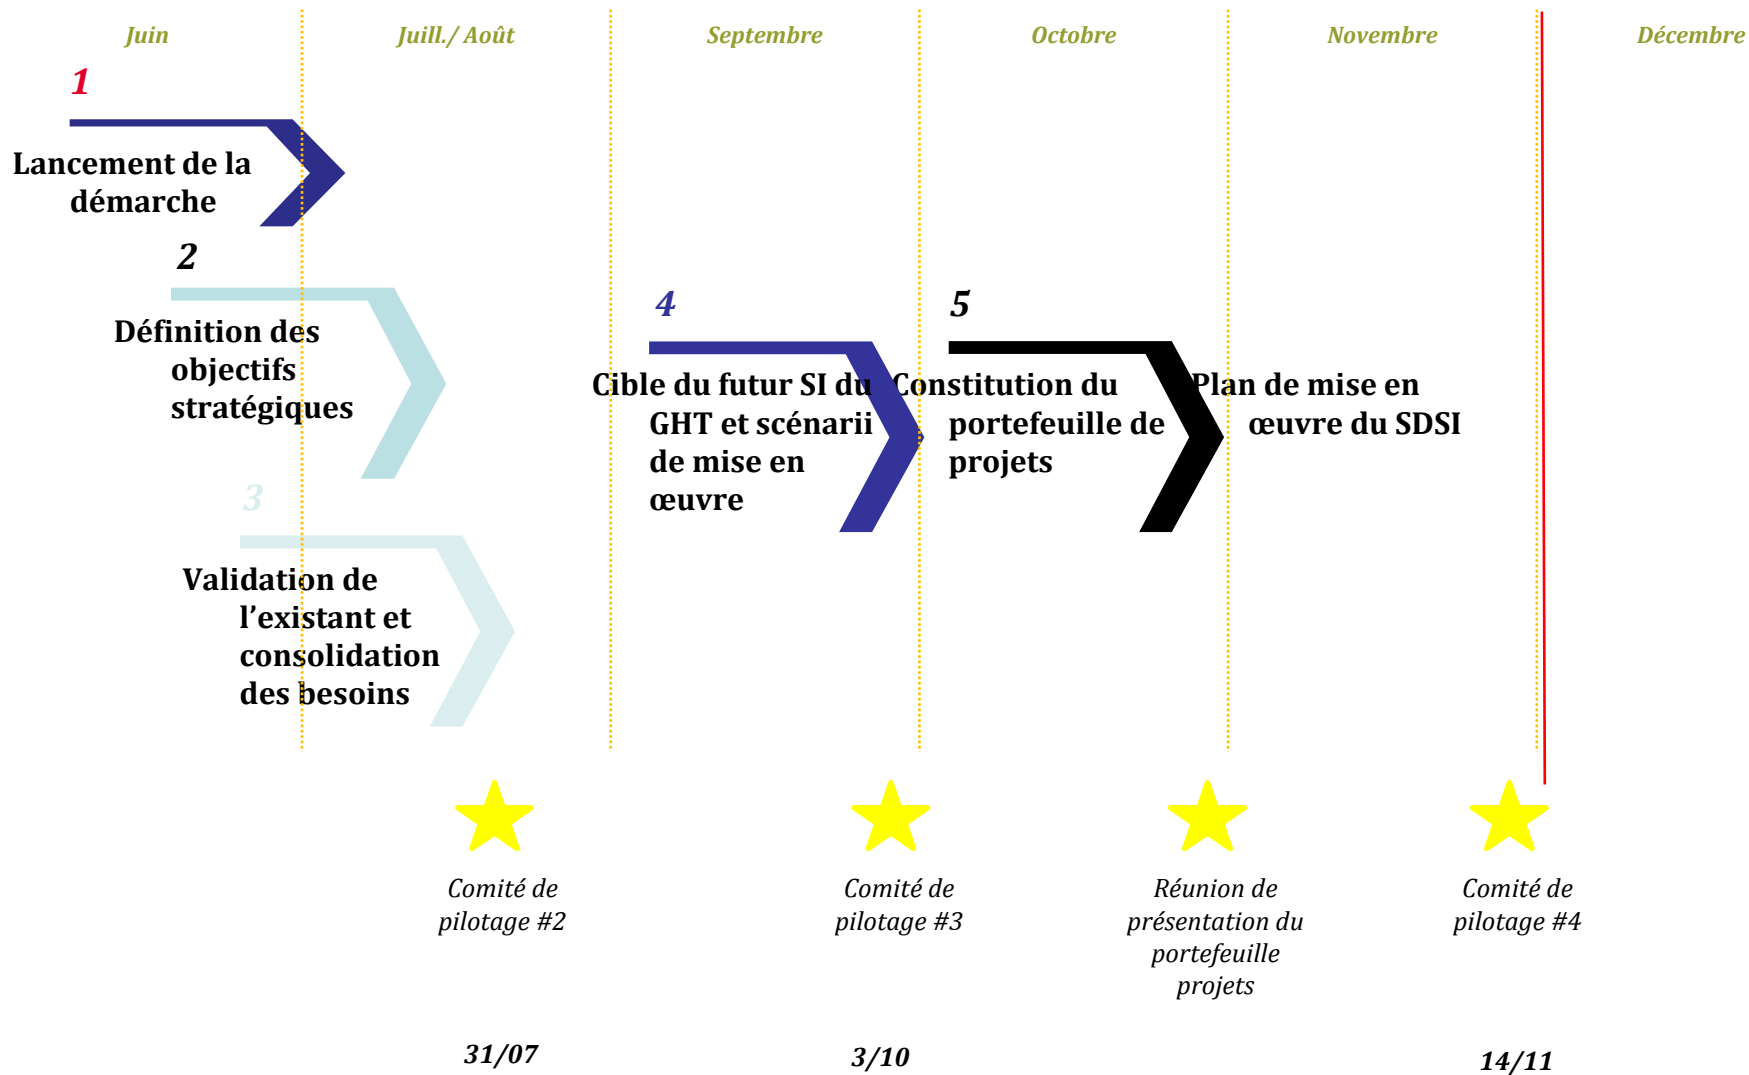 Juin
Juill./ Août
Septembre
Octobre
Novembre
Décembre
1
Lancement de la
démarche
2
Définition des
objectifs
stratégiques
3
Validation de
l’existant et
consolidation
des besoins
4
Cible du futur SI du
GHT et scénarii
de mise en
œuvre
5
Constitution du
portefeuille de
projets
Plan de mise en
œuvre du SDSI
Comité de
pilotage #2
Comité de
pilotage #3
Réunion de
présentation du
portefeuille
projets
Comité de
pilotage #4
31/07
3/10
14/11